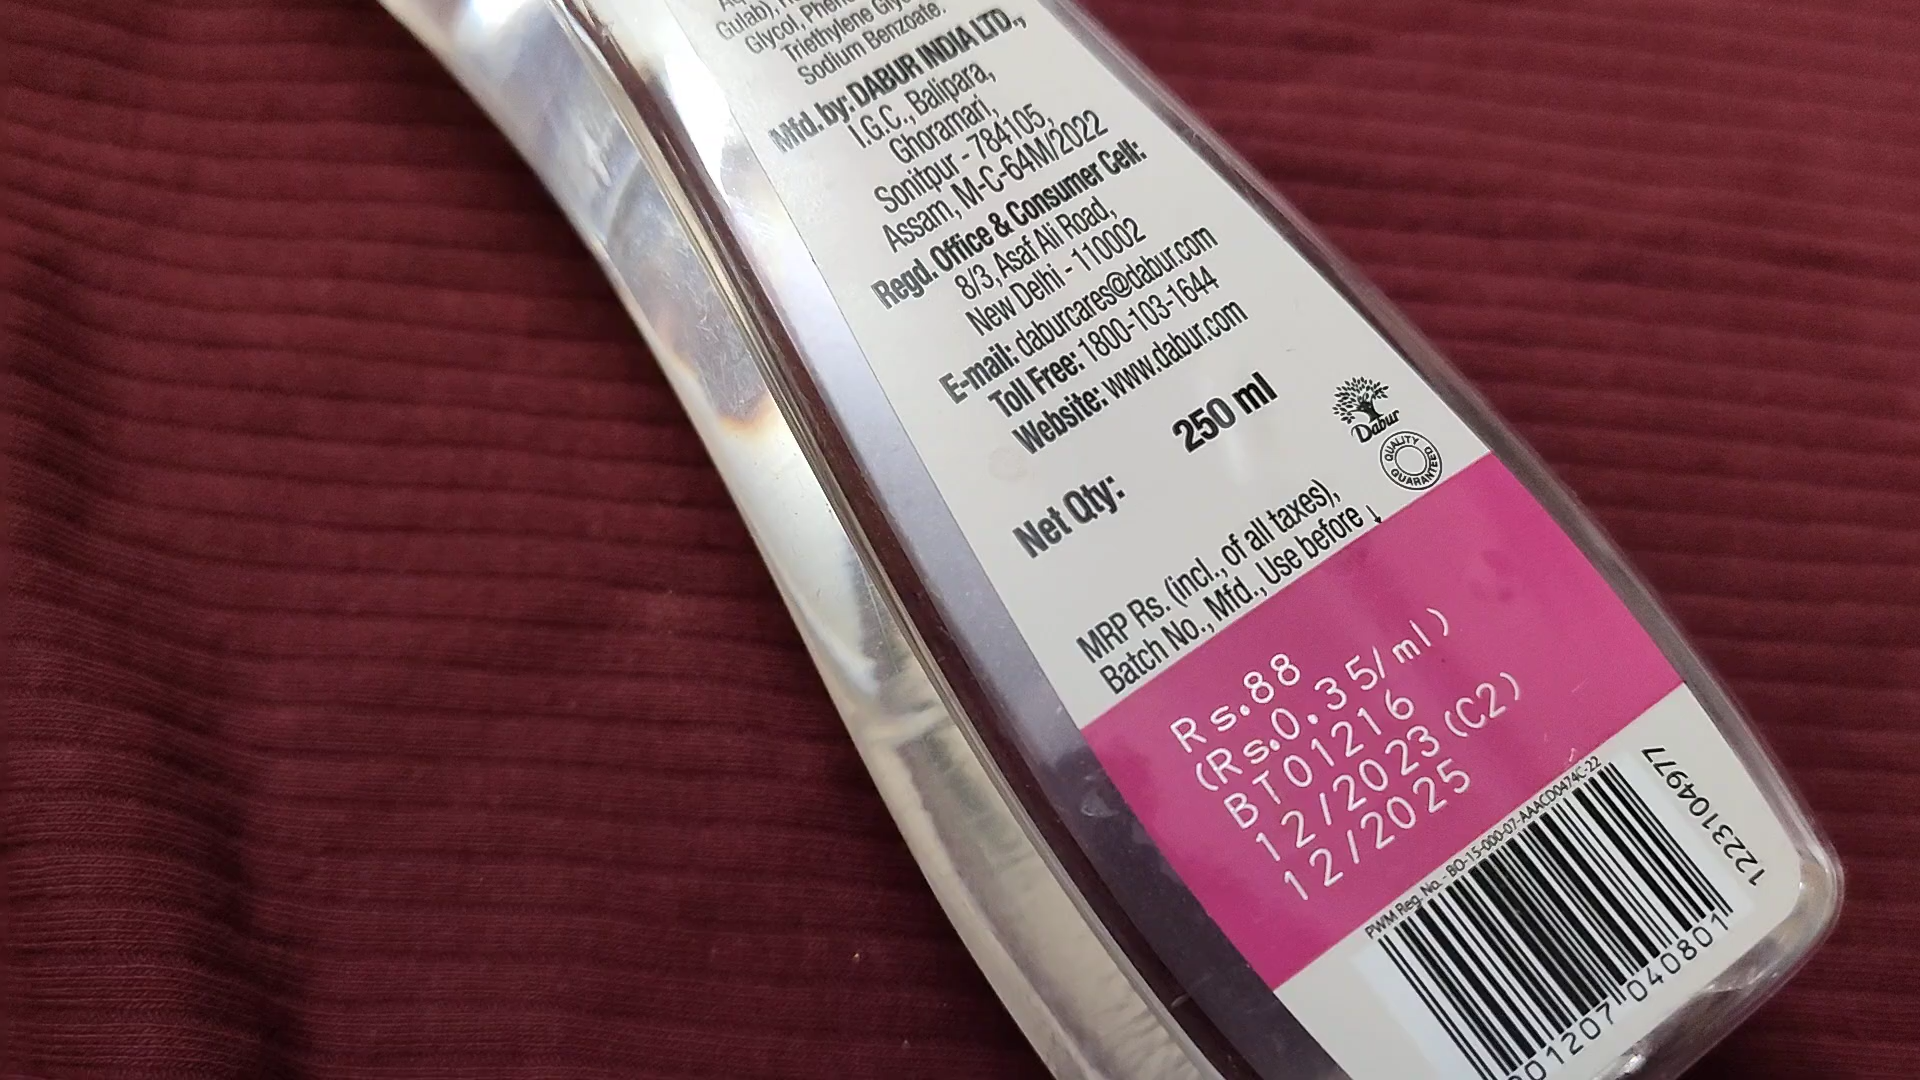 Gulab),
Glycol,
Triethylene
Sodium Benzoate.
Mfd. by: DABUR INDIA LTD.,
I.G.C., Balipara,
Ghoramari,
Sonitpur - 784105,
Assam, M-C-64M/2022
Regd. Office & Consumer Cell:
8/3, Asaf Ali Road,
New Delhi - 110002
E-mail: daburcares@dabur.com
Toll Free: 1800-103-1644
Website: www.dabur.com
Net Qty: 250 ml
Dabur
QUALITY GUARANTEED
MRP Rs. (incl., of all taxes),
Batch No., Mfd., Use before
Rs.88
(Rs.0.35/ml)
BT01216
12/2023 (C2)
12/2025
PWM Reg. No. - BO-15-000-07-AAACD0474C-22
1223104977
01207 040801